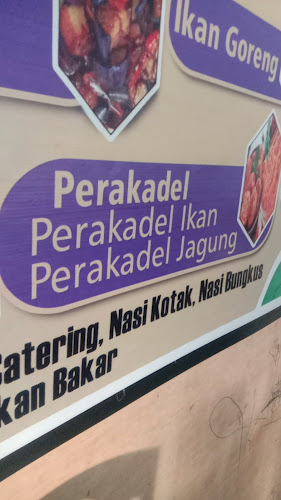 Ikan Goreng
Perakadel
Perakadel Ikan
Perakadel Jagung
Catering, Nasi Kotak, Nasi Bungkus
kan Bakar